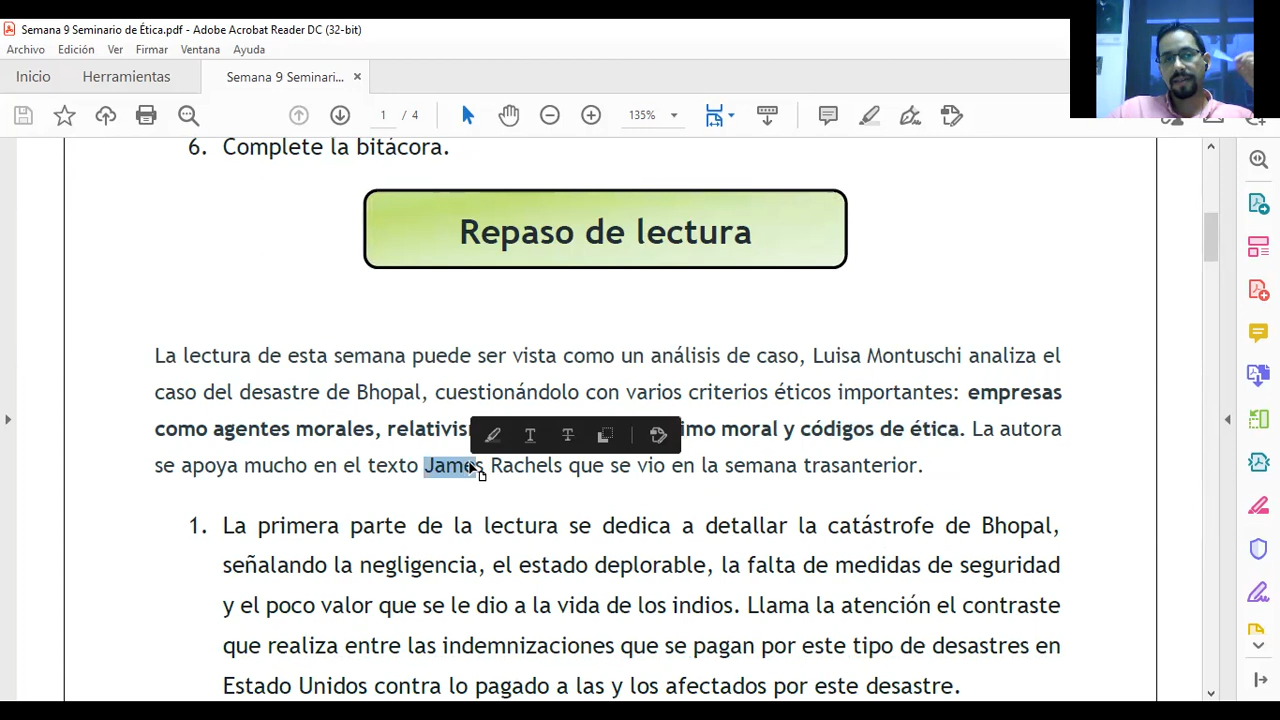 Semana 9 Seminario de Ética.pdf - Adobe Acrobat Reader DC (32-bit)
Archivo Edición Ver Firmar Ventana Ayuda
Inicio Herramientas Semana 9 Seminari... ×
1 / 4 135%
6. Complete la bitácora.
Repaso de lectura
La lectura de esta semana puede ser vista como un análisis de caso, Luisa Montuschi analiza el
caso del desastre de Bhopal, cuestionándolo con varios criterios éticos importantes: empresas
como agentes morales, moral y códigos de ética. La autora
se apoya mucho en el texto James Rachels que se vio en la semana trasanterior.
1. La primera parte de la lectura se dedica a detallar la catástrofe de Bhopal,
señalando la negligencia, el estado deplorable, la falta de medidas de seguridad
y el poco valor que se le dio a la vida de los indios. Llama la atención el contraste
que realiza entre las indemnizaciones que se pagan por este tipo de desastres en
Estado Unidos contra lo pagado a las y los afectados por este desastre.